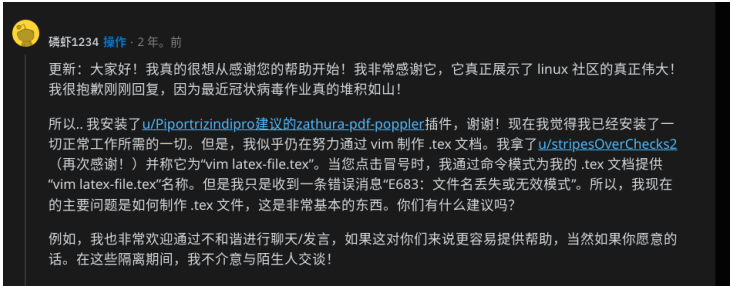 磷虾1234 操作 · 2 年。前
更新：大家好！我真的很想从感谢您的帮助开始！我非常感谢它，它真正展示了 linux 社区的真正伟大！
我很抱歉刚刚回复，因为最近冠状病毒作业真的堆积如山！
所以.. 我安装了u/Piportrizindipro建议的zathura-pdf-poppler插件，谢谢！现在我觉得我已经安装了一
切正常工作所需的一切。但是，我似乎仍在努力通过 vim 制作 .tex 文档。我拿了u/stripesOverChecks2
（再次感谢！）并称它为“vim latex-file.tex”。当您点击冒号时，我通过命令模式为我的 .tex 文档提供
“vim latex-file.tex”名称。但是我只是收到一条错误消息“E683：文件名丢失或无效模式”。所以，我现在
的主要问题是如何制作 .tex 文件，这是非常基本的东西。你们有什么建议吗？
例如，我也非常欢迎通过不和谐进行聊天/发言，如果这对你们来说更容易提供帮助，当然如果你愿意的
话。在这些隔离期间，我不介意与陌生人交谈！